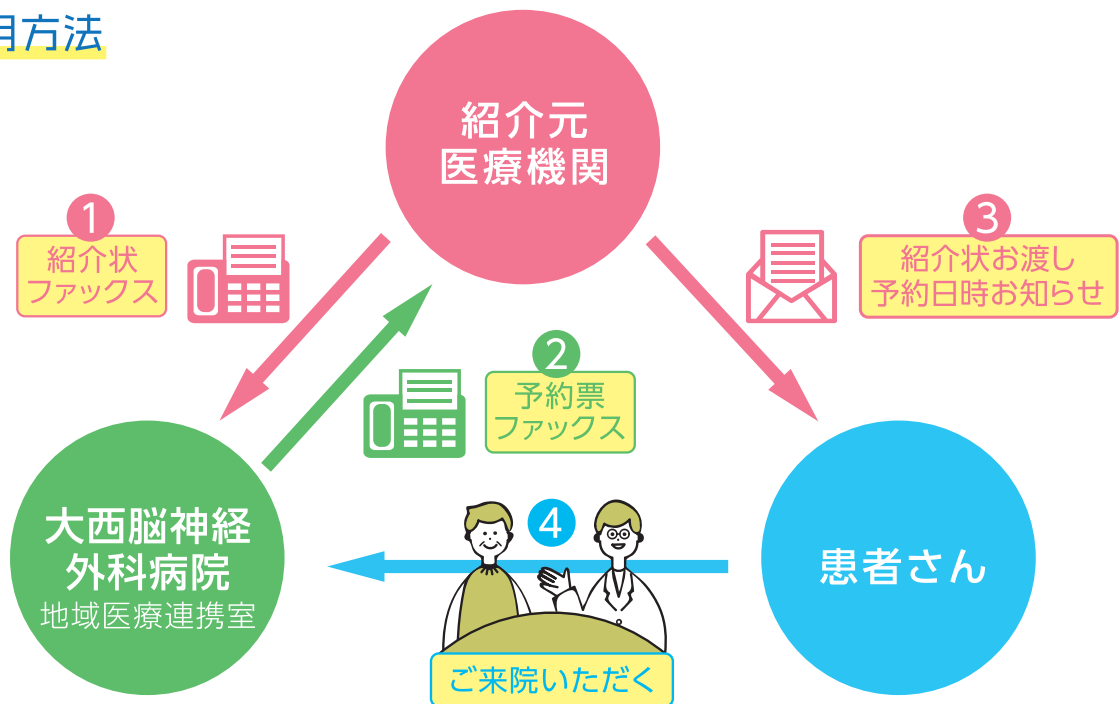 用方法
紹介元
医療機関
1
紹介状
ファックス
3
紹介状お渡し
予約日時お知らせ
2
予約票
ファックス
大西脳神経
外科病院
地域医療連携室
4
患者さん
ご来院いただく